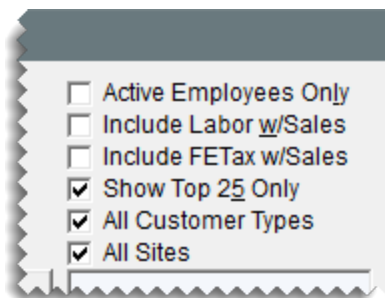 Active Employees Only
Include Labor w/Sales
Include FETax w/Sales
Show Top 25 Only
All Customer Types
All Sites